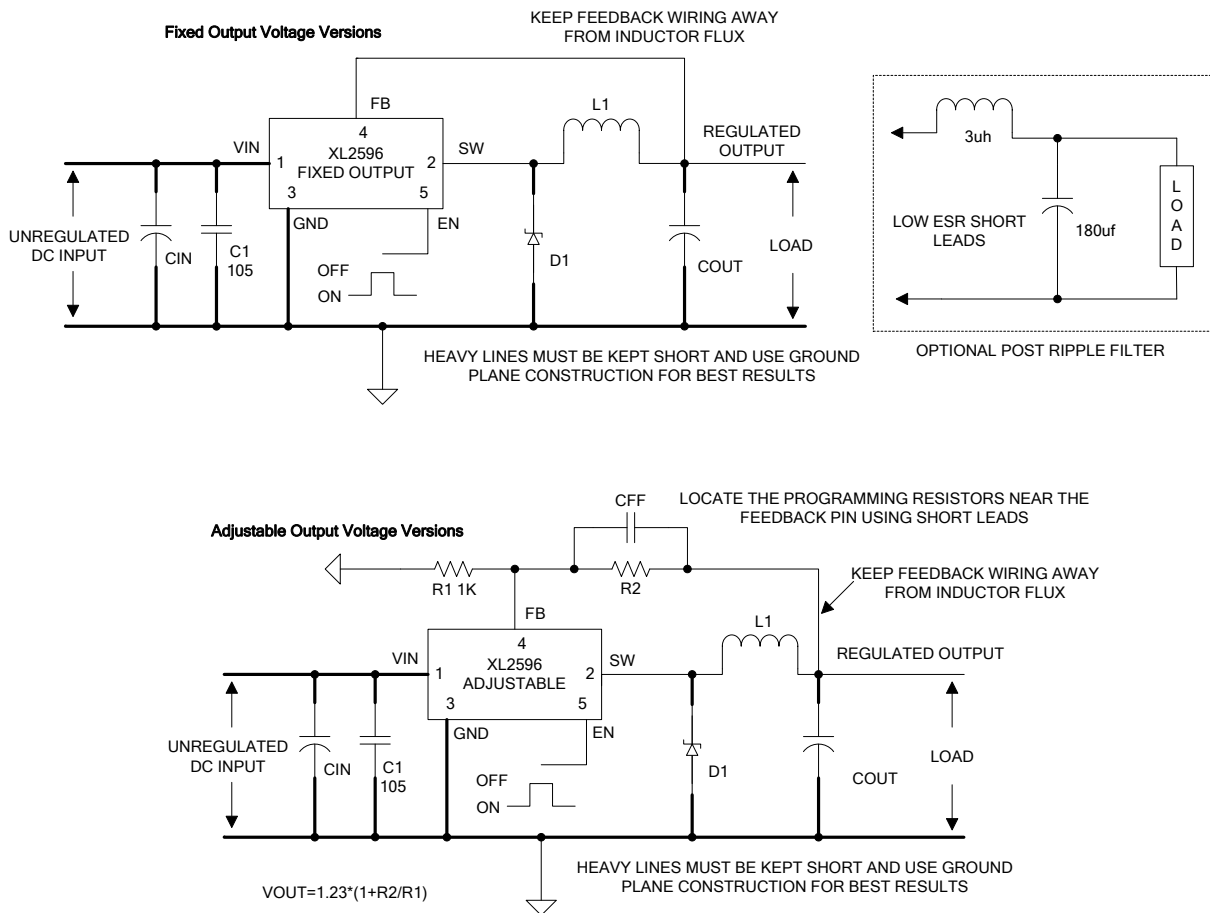 Fixed Output Voltage Versions
KEEP FEEDBACK WIRING AWAY
FROM INDUCTOR FLUX
FB
4
XL2596
FIXED OUTPUT
VIN
1
2
SW
3
5
GND
EN
L1
REGULATED
OUTPUT
UNREGULATED
DC INPUT
CIN
C1
105
OFF
ON
D1
COUT
LOAD
HEAVY LINES MUST BE KEPT SHORT AND USE GROUND
PLANE CONSTRUCTION FOR BEST RESULTS
3uh
LOW ESR SHORT
LEADS
180uf
LOAD
OPTIONAL POST RIPPLE FILTER
Adjustable Output Voltage Versions
CFF
LOCATE THE PROGRAMMING RESISTORS NEAR THE
FEEDBACK PIN USING SHORT LEADS
R1 1K
R2
KEEP FEEDBACK WIRING AWAY
FROM INDUCTOR FLUX
FB
4
XL2596
ADJUSTABLE
VIN
1
2
SW
3
5
GND
EN
L1
REGULATED OUTPUT
UNREGULATED
DC INPUT
CIN
C1
105
OFF
ON
D1
COUT
LOAD
HEAVY LINES MUST BE KEPT SHORT AND USE GROUND
PLANE CONSTRUCTION FOR BEST RESULTS
VOUT=1.23*(1+R2/R1)